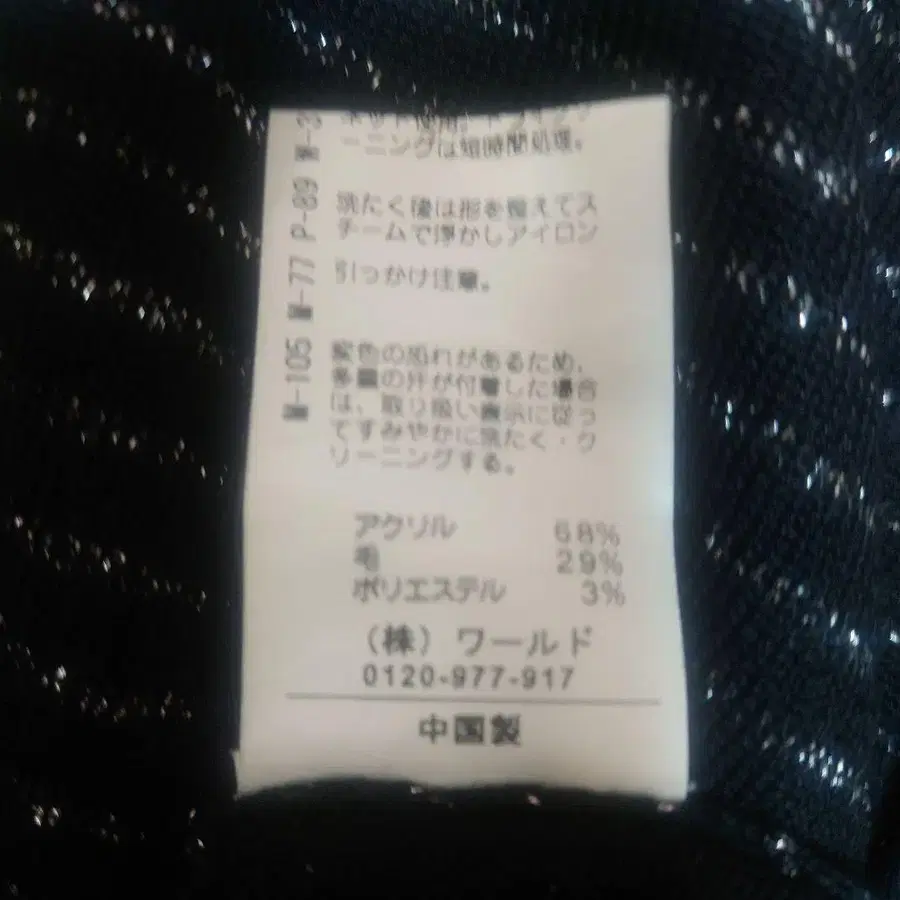 ネット使用。ドライクリ
ーニングは短時間処理。
洗たく後は形を整えてス
チームで浮かしアイロン
引っかけ注意。
変色の恐れがあるため、
多量の汗が付着した場合
は、取り扱い表示に従っ
てすみやかに洗たく・ク
リーニングする。
アクリル 68%
毛 29%
ポリエステル 3%
(株) ワールド
0120-977-917
中国製
W-105 W-77 P-09